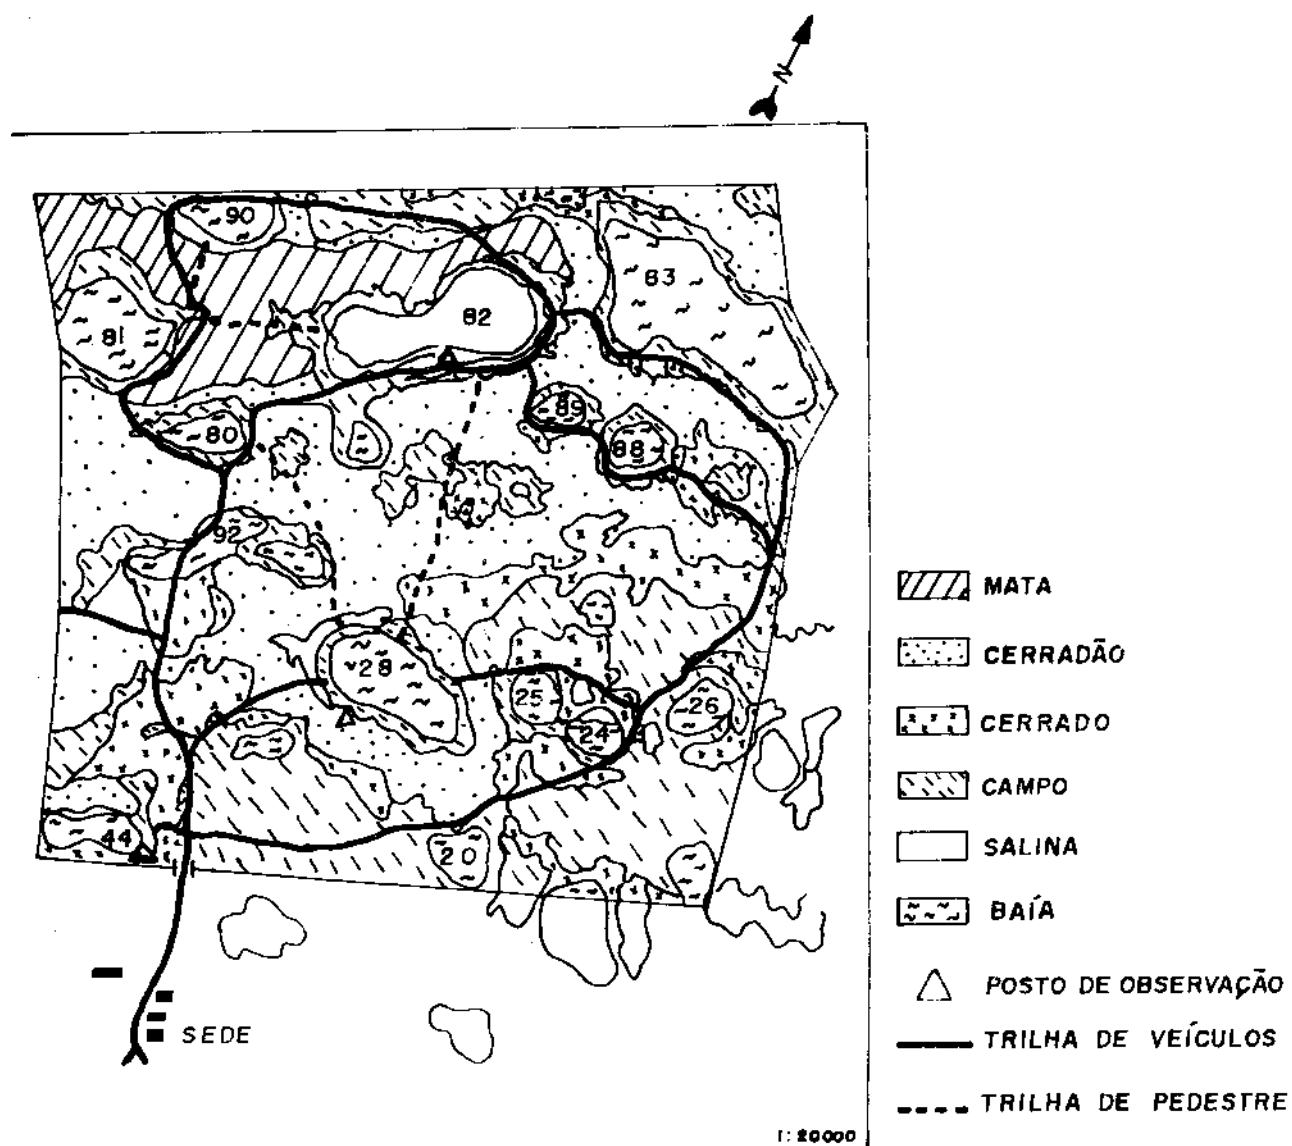 N
90
83
82
81
89
80
88
92
28
25
26
24
44
20
SEDE
MATA
CERRADÃO
CERRADO
CAMPO
SALINA
BAÍA
POSTO DE OBSERVAÇÃO
TRILHA DE VEÍCULOS
TRILHA DE PEDESTRE
1:20000